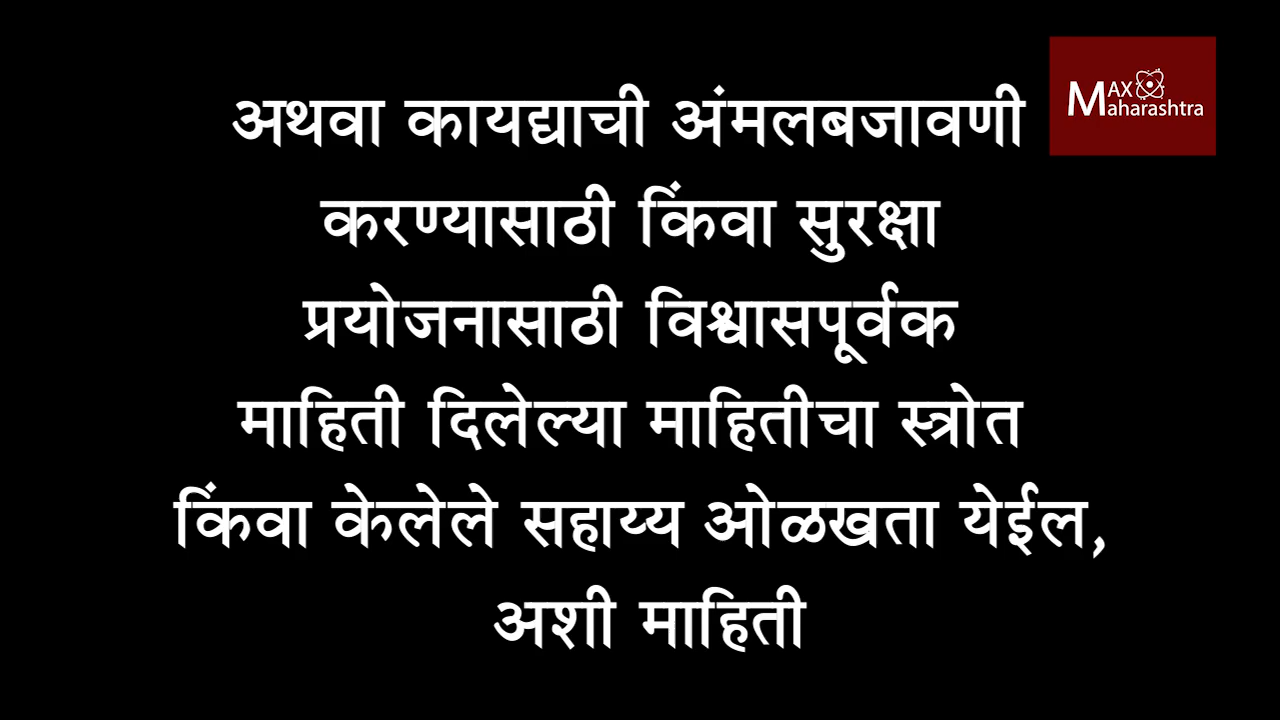 MAX
Maharashtra
अथवा कायद्याची अंमलबजावणी
करण्यासाठी किंवा सुरक्षा
प्रयोजनासाठी विश्वासपूर्वक
माहिती दिलेल्या माहितीचा स्त्रोत
किंवा केलेले सहाय्य ओळखता येईल,
अशी माहिती